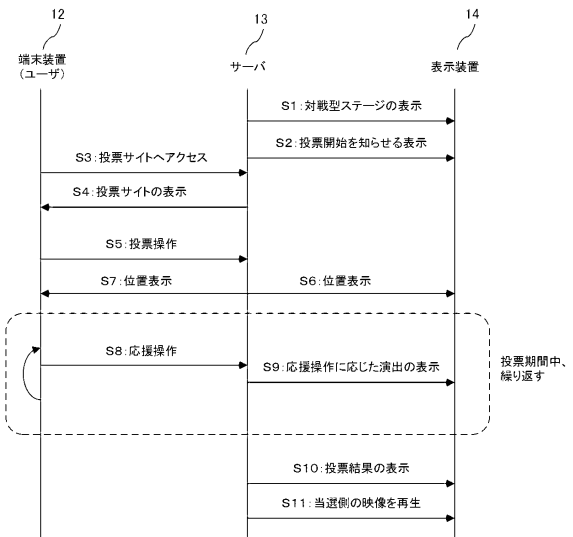 12
13
14
端末装置
(ユーザ)
サーバ
表示装置
S1:対戦型ステージの表示
S2:投票開始を知らせる表示
S3:投票サイトへアクセス
S4:投票サイトの表示
S5:投票操作
S7:位置表示
S6:位置表示
S8:応援操作
S9:応援操作に応じた演出の表示
投票期間中、
繰り返す
S10:投票結果の表示
S11:当選側の映像を再生